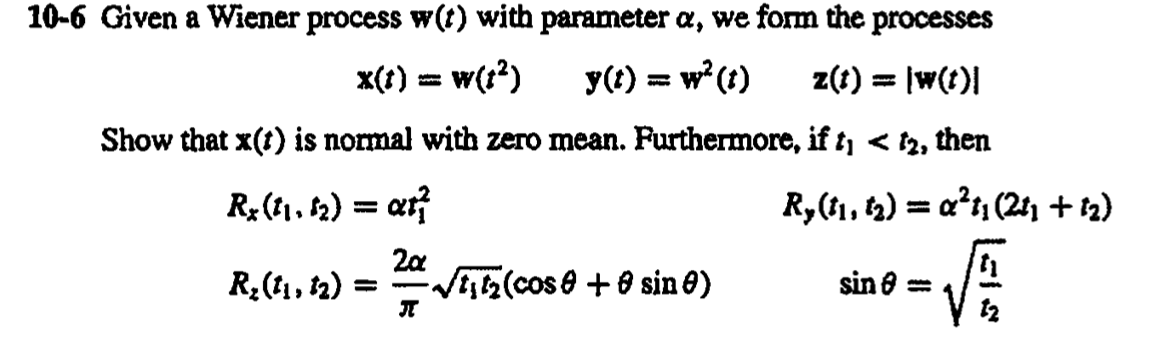 10-6 Given a Wiener process w(t) with parameter α, we form the processes
x(t) = w(t²) y(t) = w²(t) z(t) = |w(t)|
Show that x(t) is normal with zero mean. Furthermore, if t₁ < t₂, then
Rₓ(t₁, t₂) = αt₁² R_y(t₁, t₂) = α²t₁(2t₁ + t₂)
R_z(t₁, t₂) = 2α/π √(t₁t₂)(cos θ + θ sin θ) sin θ = √(t₁/t₂)